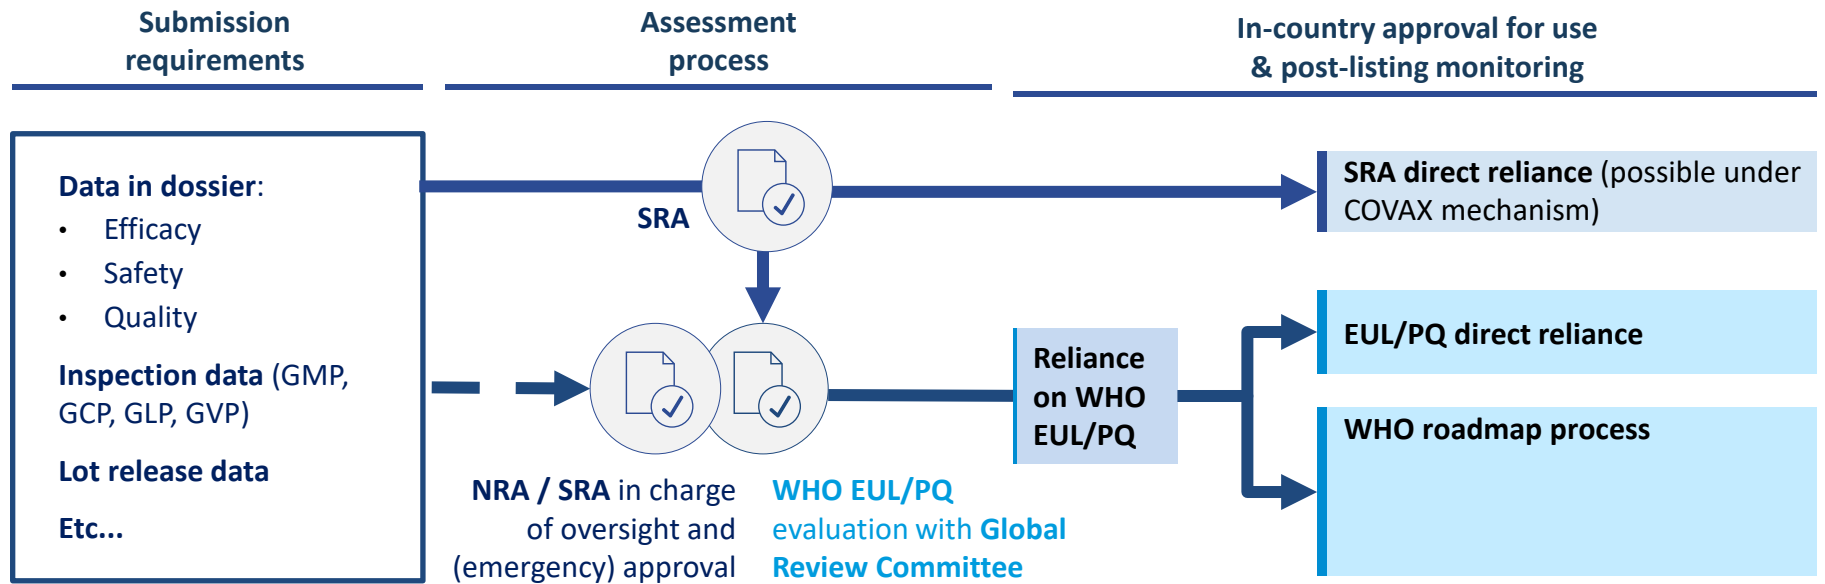 Submission
requirements
Assessment
process
In-country approval for use
& post-listing monitoring
Data in dossier:
• Efficacy
• Safety
• Quality
Inspection data (GMP,
GCP, GLP, GVP)
Lot release data
Etc...
SRA
NRA / SRA in charge
of oversight and
(emergency) approval
WHO EUL/PQ
evaluation with Global
Review Committee
Reliance
on WHO
EUL/PQ
SRA direct reliance (possible under
COVAX mechanism)
EUL/PQ direct reliance
WHO roadmap process